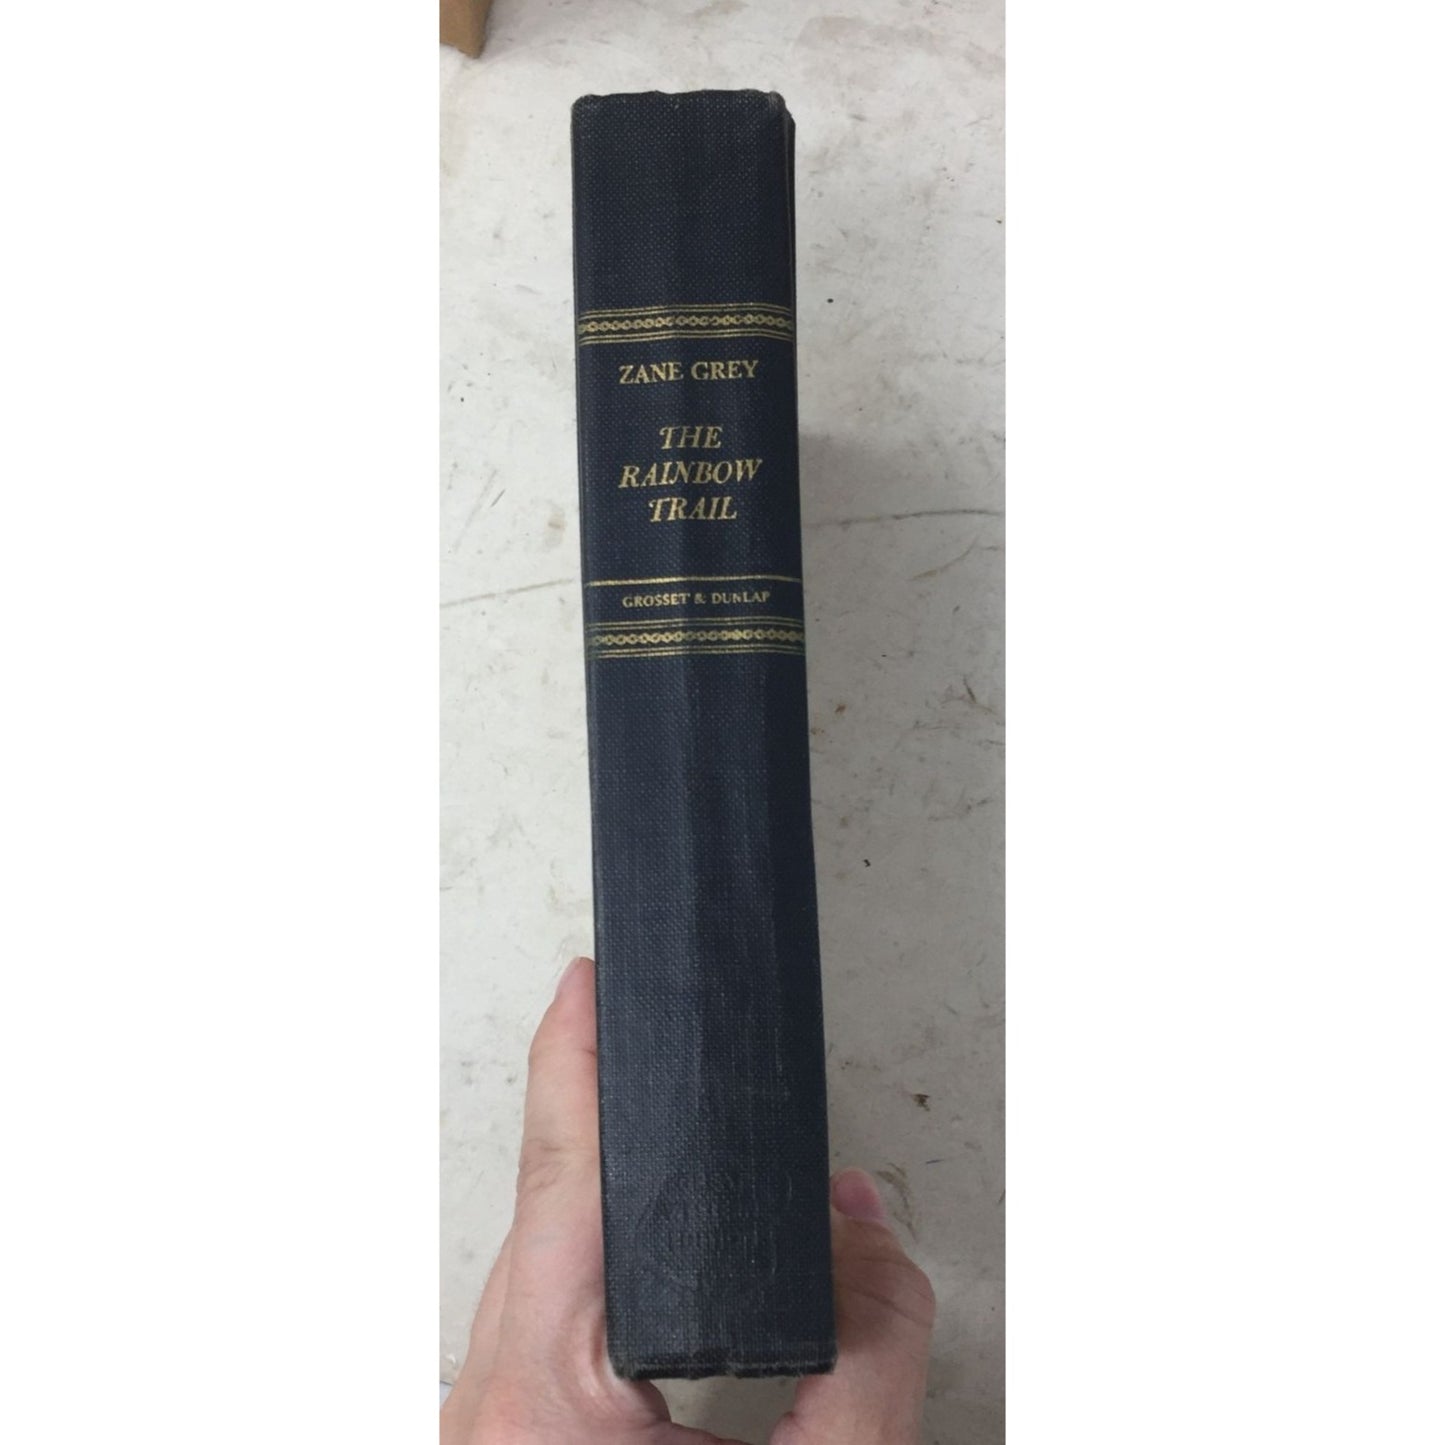 ZANE GREY
THE
RAINBOW
TRAIL
GROSSET & DUNLAP